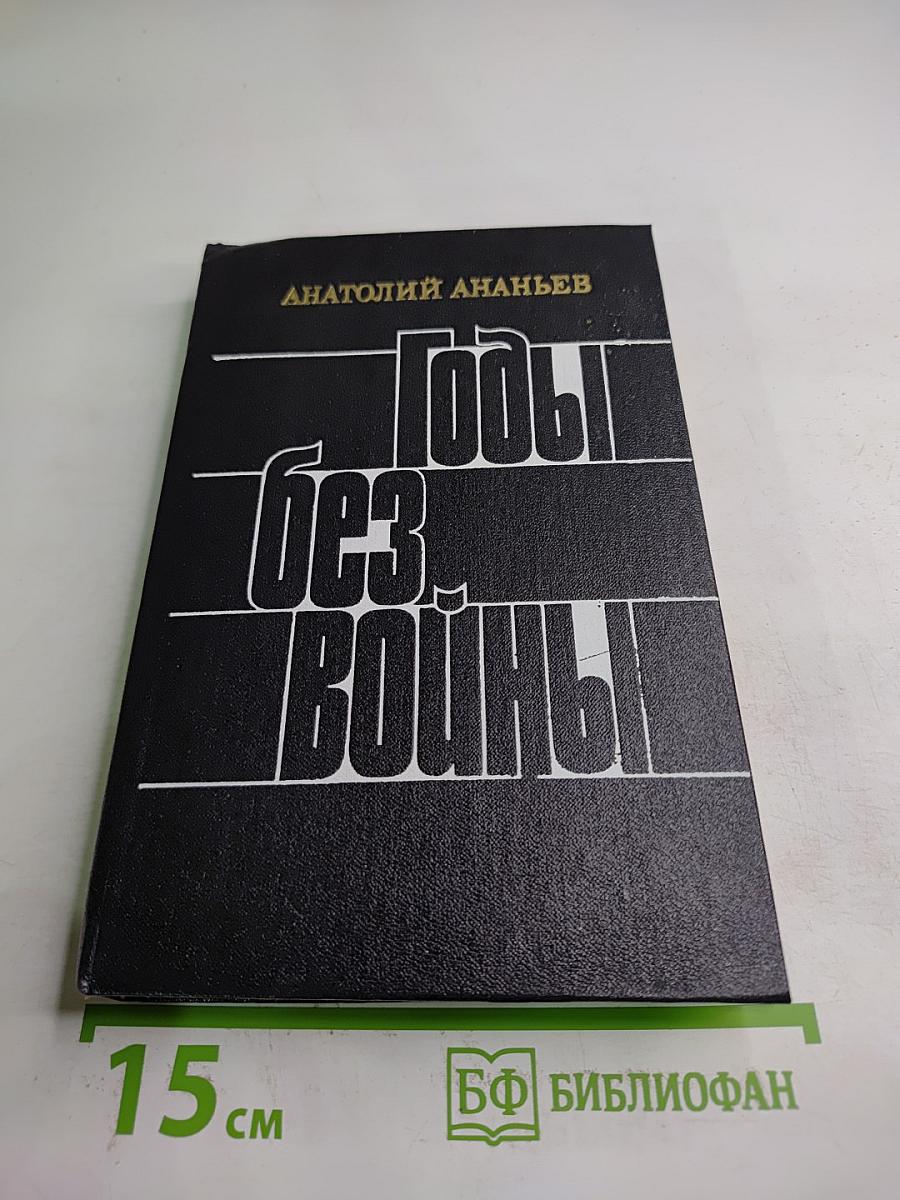 АНАТОЛИЙ АНАНЬЕВ
Годы
без
войны
15 см
БФ БИБЛИОФАН